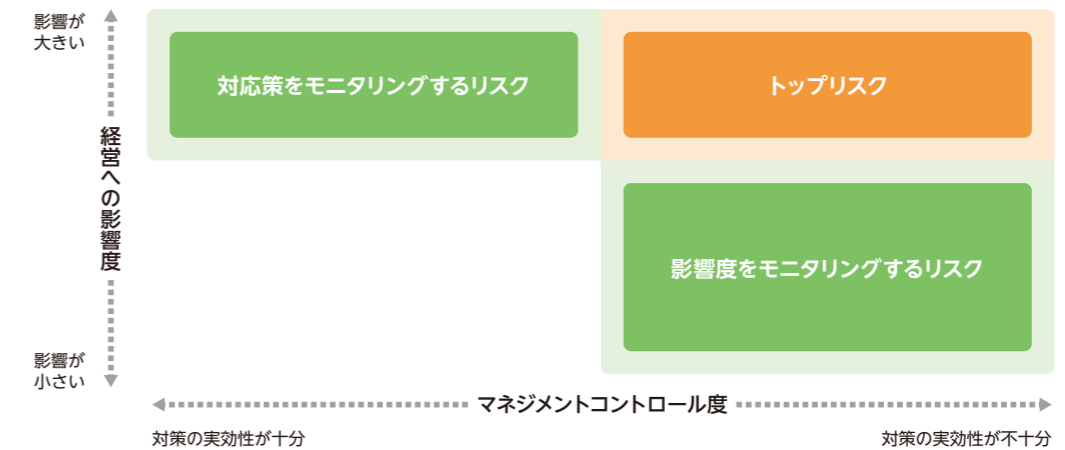 影響が
大きい
対応策をモニタリングするリスク
トップリスク
経営への影響度
影響度をモニタリングするリスク
影響が
小さい
マネジメントコントロール度
対策の実効性が十分
対策の実効性が不十分